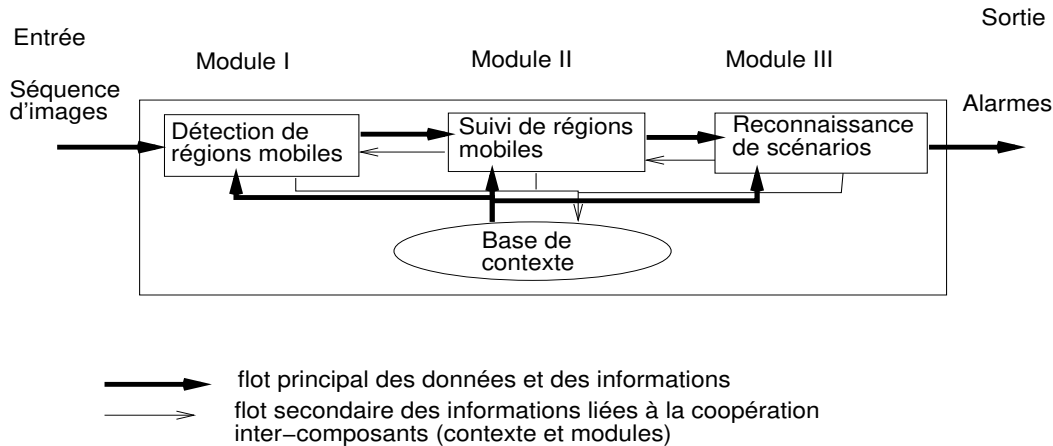 Sortie
Entrée
Module I
Module II
Module III
Séquence
d'images
Alarmes
Détection de
régions mobiles
Suivi de régions
mobiles
Reconnaissance
de scénarios
Base de
contexte
flot principal des données et des informations
flot secondaire des informations liées à la coopération
inter−composants (contexte et modules)